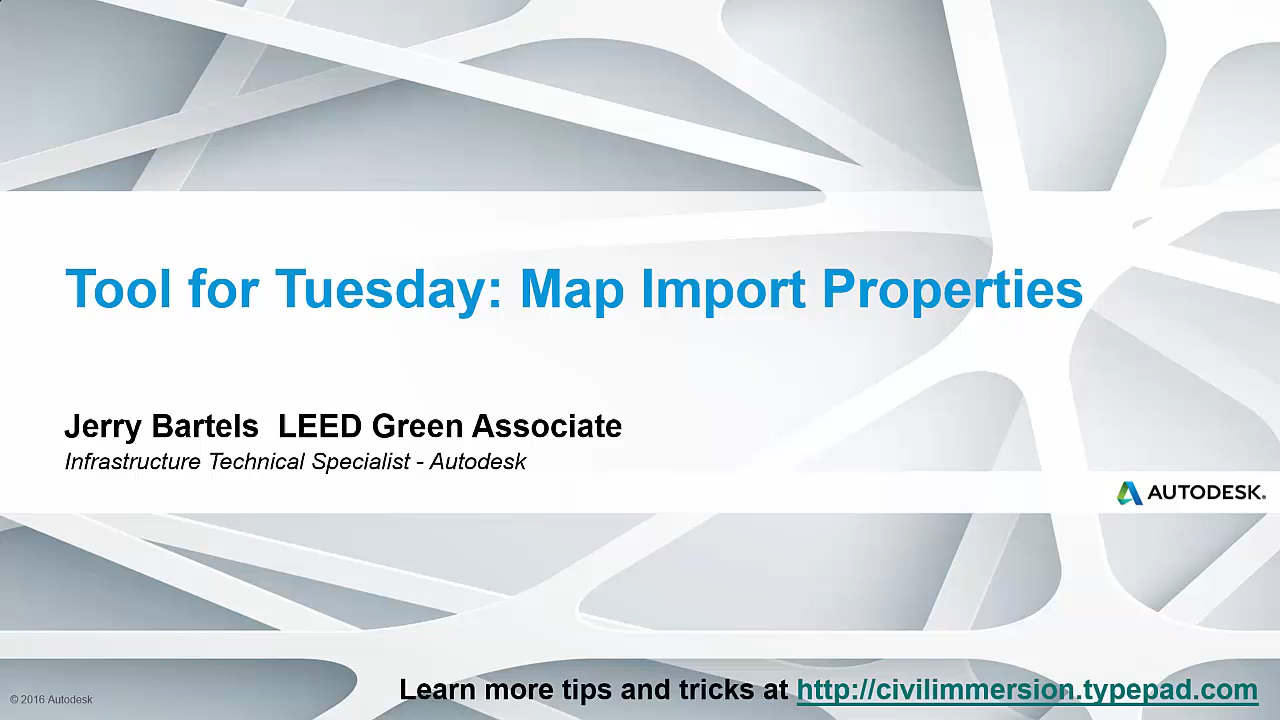 Tool for Tuesday: Map Import Properties
Jerry Bartels  LEED Green Associate
Infrastructure Technical Specialist - Autodesk
AUTODESK.
Learn more tips and tricks at http://civilimmersion.typepad.com
© 2016 Autodesk